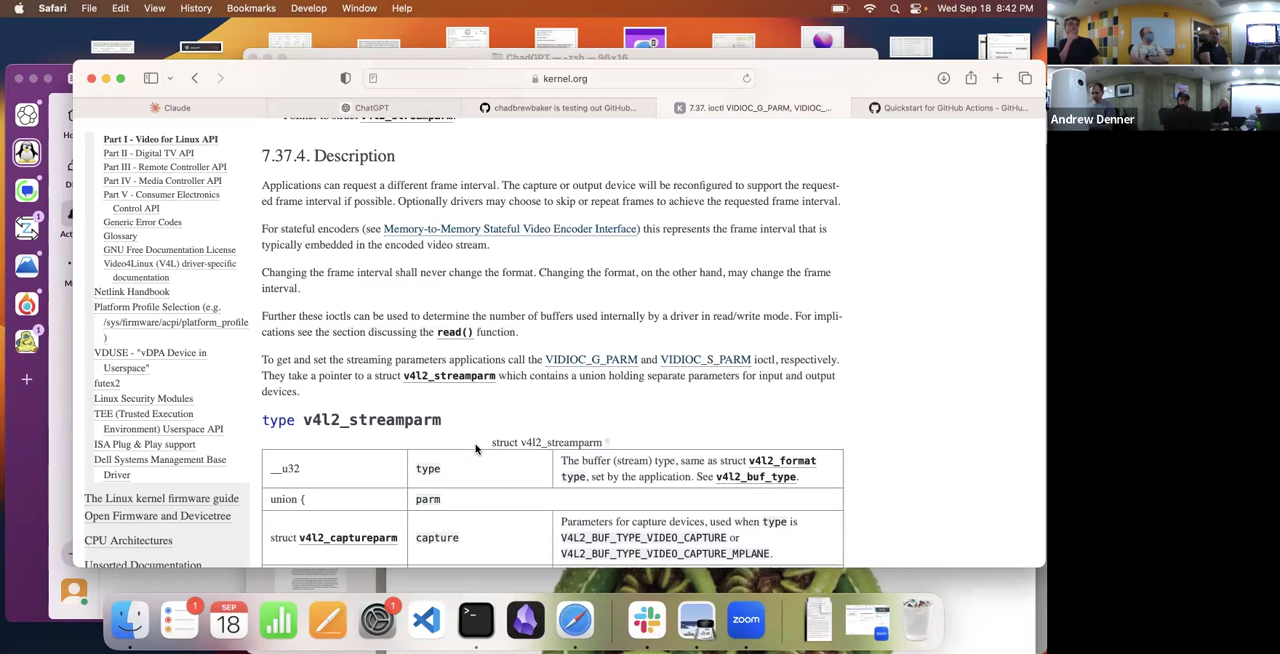 Safari File Edit View History Bookmarks Develop Window Help
Wed Sep 18 8:42 PM
ChadGPT — -zsh — 96x16
kernel.org
Claude
ChatGPT
chadbrewbaker is testing out GitHub...
7.37. ioctl VIDIOC_G_PARM, VIDIOC_...
Quickstart for GitHub Actions - GitHu...
Andrew Denner
Part I - Video for Linux API
Part II - Digital TV API
Part III - Remote Controller API
Part IV - Media Controller API
Part V - Consumer Electronics
Control API
Generic Error Codes
Glossary
GNU Free Documentation License
Video4Linux (V4L) driver-specific
documentation
Netlink Handbook
Platform Profile Selection (e.g.
/sys/firmware/acpi/platform_profile
)
VDUSE - "vDPA Device in
Userspace"
futex2
Linux Security Modules
TEE (Trusted Execution
Environment) Userspace API
ISA Plug & Play support
Dell Systems Management Base
Driver
The Linux kernel firmware guide
Open Firmware and Devicetree
CPU Architectures
Unsorted Documentation
Pointer to struct v4l2_streamparm.
7.37.4. Description
Applications can request a different frame interval. The capture or output device will be reconfigured to support the request-
ed frame interval if possible. Optionally drivers may choose to skip or repeat frames to achieve the requested frame interval.
For stateful encoders (see Memory-to-Memory Stateful Video Encoder Interface) this represents the frame interval that is
typically embedded in the encoded video stream.
Changing the frame interval shall never change the format. Changing the format, on the other hand, may change the frame
interval.
Further these ioctls can be used to determine the number of buffers used internally by a driver in read/write mode. For impli-
cations see the section discussing the read() function.
To get and set the streaming parameters applications call the VIDIOC_G_PARM and VIDIOC_S_PARM ioctl, respectively.
They take a pointer to a struct v4l2_streamparm which contains a union holding separate parameters for input and output
devices.
type v4l2_streamparm
struct v4l2_streamparm ¶
__u32 type The buffer (stream) type, same as struct v4l2_format
type, set by the application. See v4l2_buf_type.
union { parm
struct v4l2_captureparm capture Parameters for capture devices, used when type is
V4L2_BUF_TYPE_VIDEO_CAPTURE or
V4L2_BUF_TYPE_VIDEO_CAPTURE_MPLANE.
1
SEP
18
1
zoom